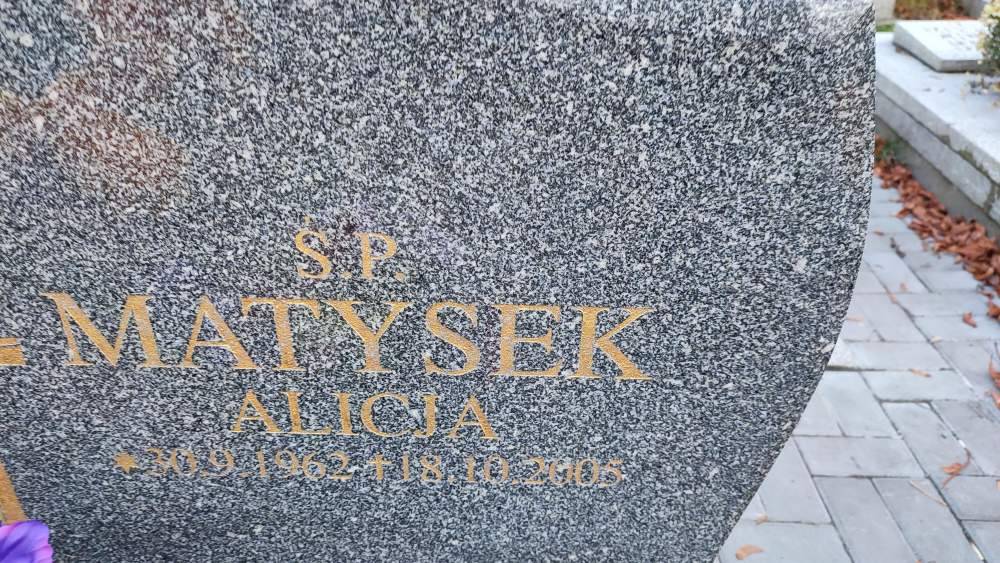 Ś.P.
MATYSEK
ALICJA
*30.9.1962 †18.10.2005